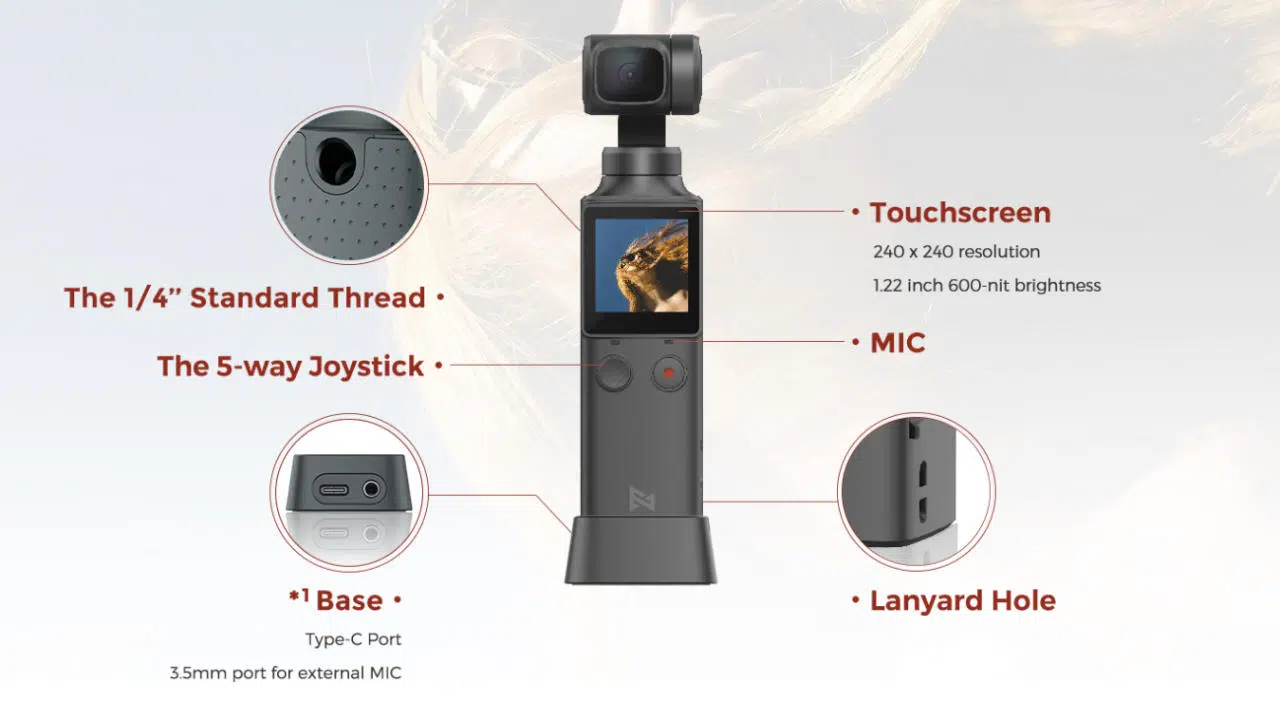 The 1/4’’ Standard Thread •
The 5-way Joystick •
*1 Base •
Type-C Port
3.5mm port for external MIC
• Touchscreen
240 x 240 resolution
1.22 inch 600-nit brightness
• MIC
• Lanyard Hole